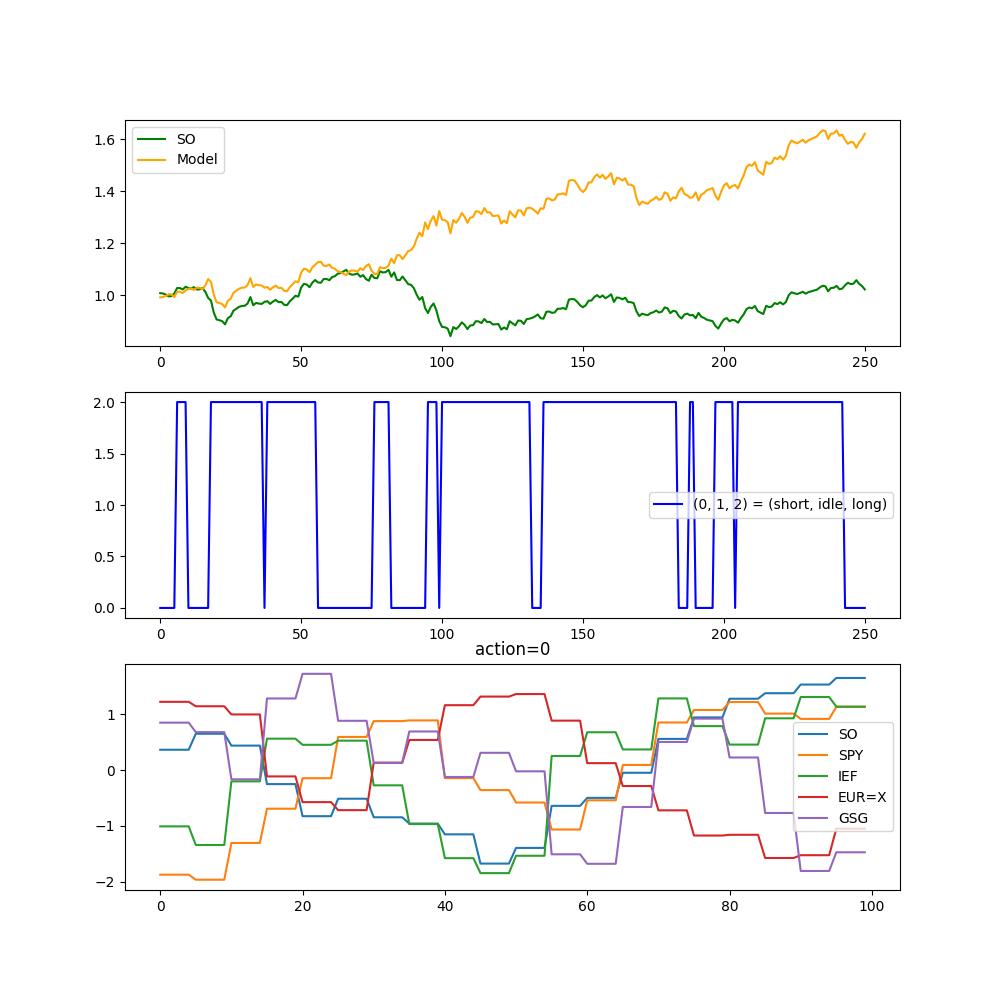 SO
Model
1.6
1.4
1.2
1.0
0 50 100 150 200 250
2.0
1.5
1.0
0.5
0.0
(0, 1, 2) = (short, idle, long)
0 50 100 150 200 250
action=0
1
0
−1
−2
SO
SPY
IEF
EUR=X
GSG
0 20 40 60 80 100